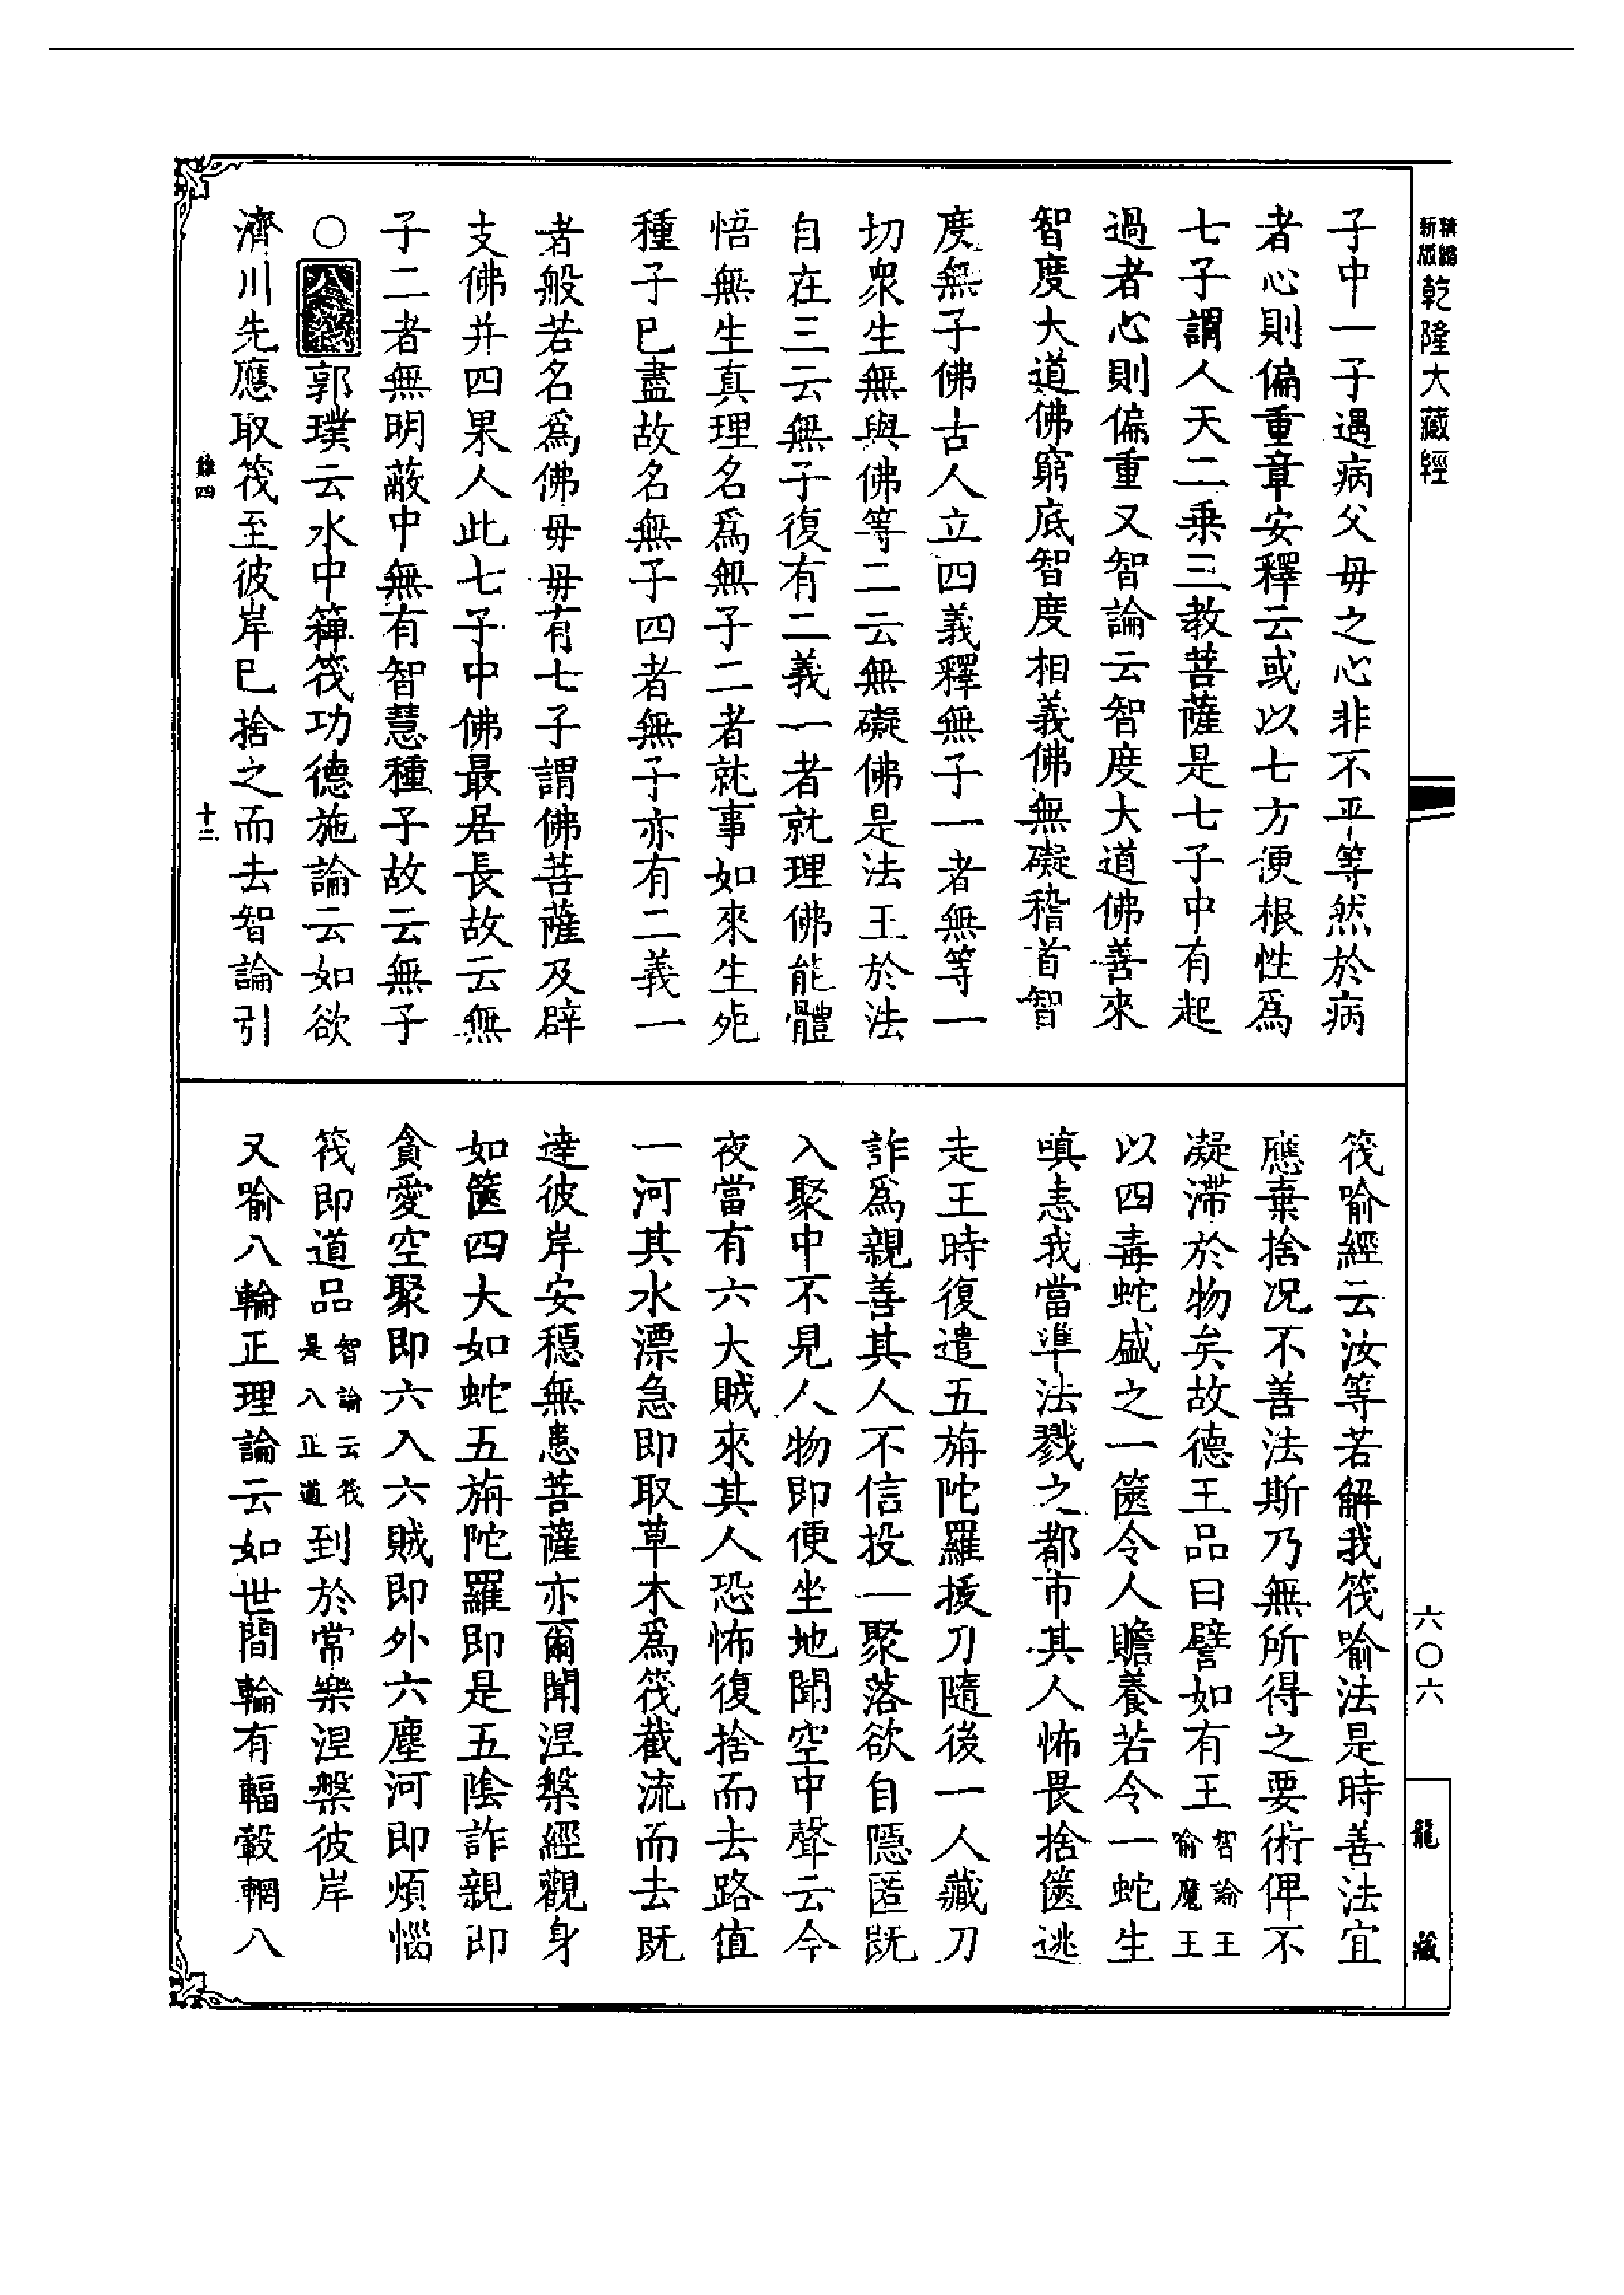 精縮
新版
乾隆大藏經
子中一子遇病父毋之心非不平等然於病
者心則偏重章安釋云或以七方便根性爲
七子謂人天二乗三教菩薩是七子中有起
過者心則偏重又智論云智度大道佛善來
智度大道佛窮底智度相義佛無礙稽首智
度無子佛古人立四義釋無子一者無等一
切衆生無與佛等二云無礙佛是法王於法
自在三云無子復有二義一者就理佛能體
悟無生真理名爲無子二者就事如來生死
種子已盡故名無子四者無子亦有二義一
者般若名爲佛毋毋有七子謂佛菩薩及辟
支佛并四果人此七子中佛最居長故云無
子二者無明蔽中無有智慧種子故云無子
○郭璞云水中簰筏功德施論云如欲
濟川先應取筏至彼岸已捨之而去智論引
四
十二
筏喻經云汝等若解我筏喻法是時善法宜
應棄捨况不善法斯乃無所得之要術俾不
凝滯於物矣故德王品曰譬如有王智論王喻魔王
以四毒蛇盛之一篋令人瞻養若令一蛇生
嗔恚我當準法戮之都市其人怖畏捨篋逃
走王時復遣五旃陀羅援刀隨後一人藏刀
詐爲親善其人不信投一聚落欲自隱匿既
入聚中不見人物即便坐地聞空中聲云今
夜當有六大賊來其人恐怖復捨而去路值
一河其水漂急即取草木爲筏截流而去既
達彼岸安穩無患菩薩亦爾聞涅槃經觀身
如篋四大如蛇五旃陀羅即是五陰詐親即
貪愛空聚即六入六賊即外六塵河即煩惱
筏即道品智論云筏是八正道到於常樂涅槃彼岸
又喻八輪正理論云如世間輪有輻轂輞八
六〇六
龍藏